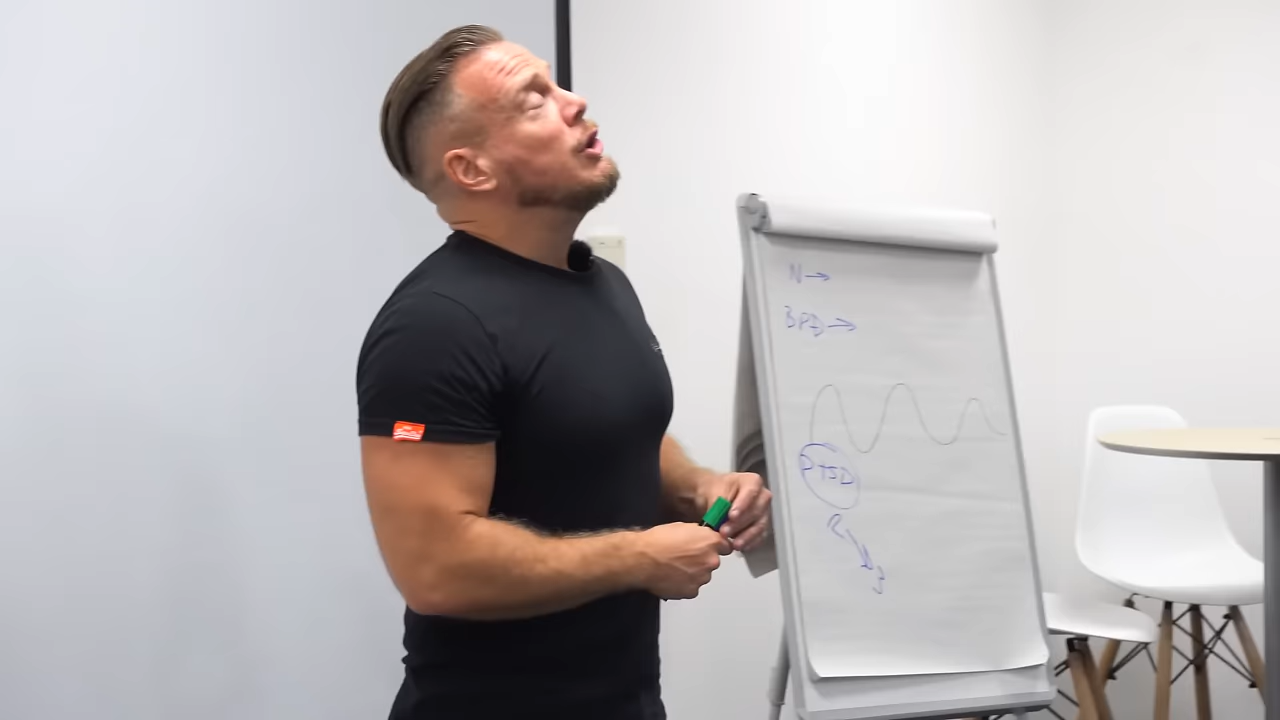 N →
BPD →
PTSD